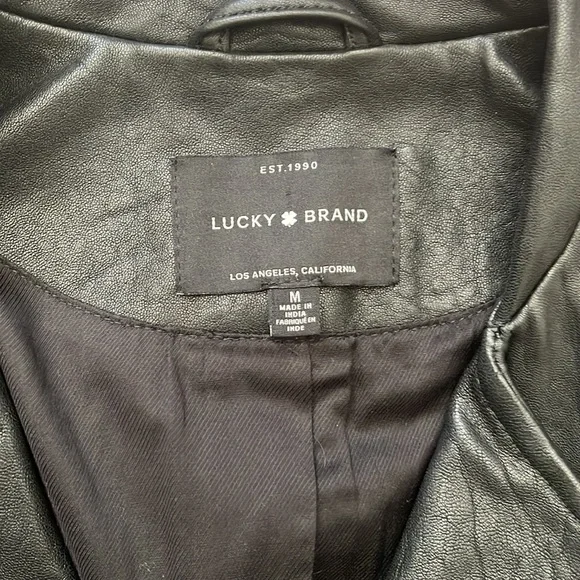 EST.1990
LUCKY BRAND
LOS ANGELES, CALIFORNIA
M
MADE IN
INDIA
FABRIQUÉ EN
INDE